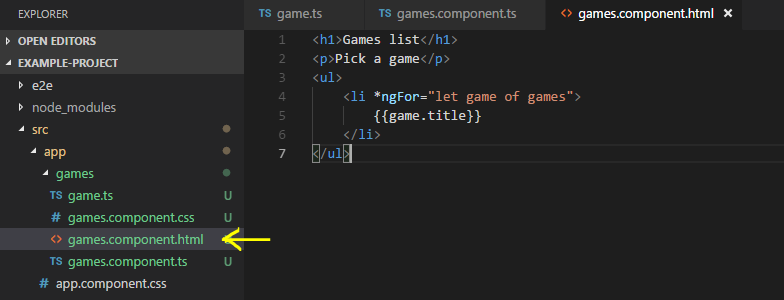 EXPLORER
OPEN EDITORS
EXAMPLE-PROJECT
e2e
node_modules
src
app
games
TS game.ts U
# games.component.css U
<> games.component.html
TS games.component.ts U
# app.component.css
TS game.ts
TS games.component.ts
<> games.component.html ×
1 <h1>Games list</h1>
2 <p>Pick a game</p>
3 <ul>
4 <li *ngFor="let game of games">
5 {{game.title}}
6 </li>
7 </ul>